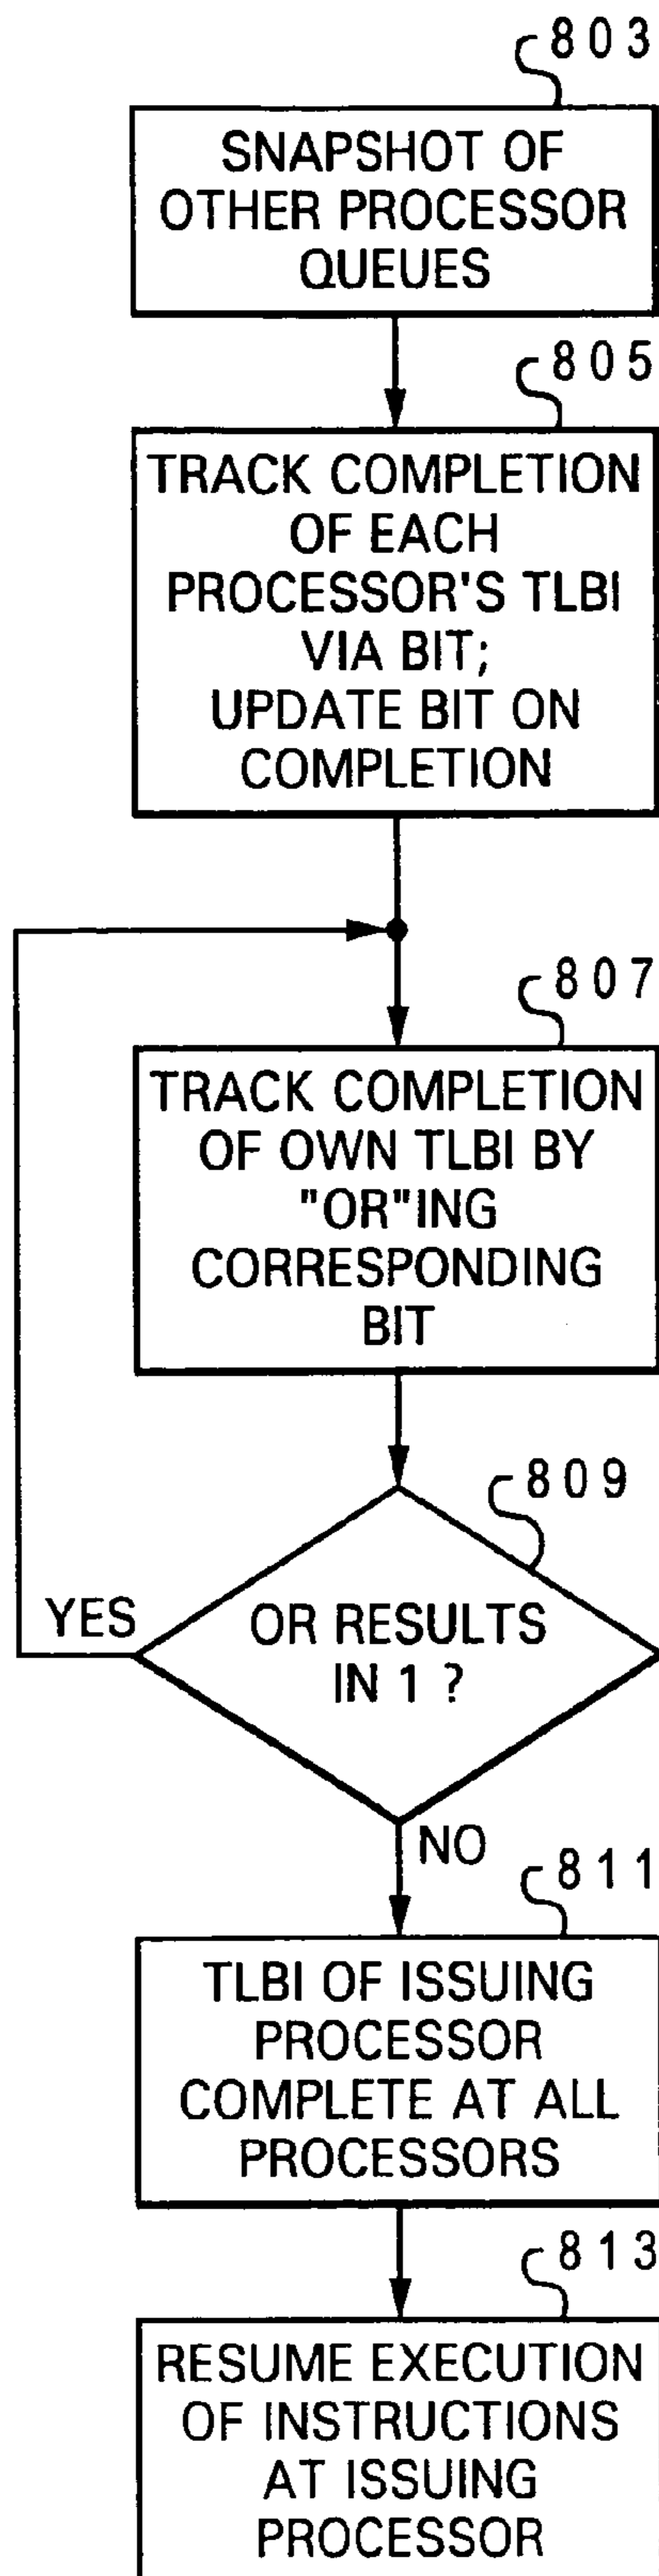 803
SNAPSHOT OF
OTHER PROCESSOR
QUEUES
805
TRACK COMPLETION
OF EACH
PROCESSOR'S TLBI
VIA BIT;
UPDATE BIT ON
COMPLETION
807
TRACK COMPLETION
OF OWN TLBI BY
"OR"ING
CORRESPONDING
BIT
809
YES
OR RESULTS
IN 1 ?
NO
811
TLBI OF ISSUING
PROCESSOR
COMPLETE AT ALL
PROCESSORS
813
RESUME EXECUTION
OF INSTRUCTIONS
AT ISSUING
PROCESSOR